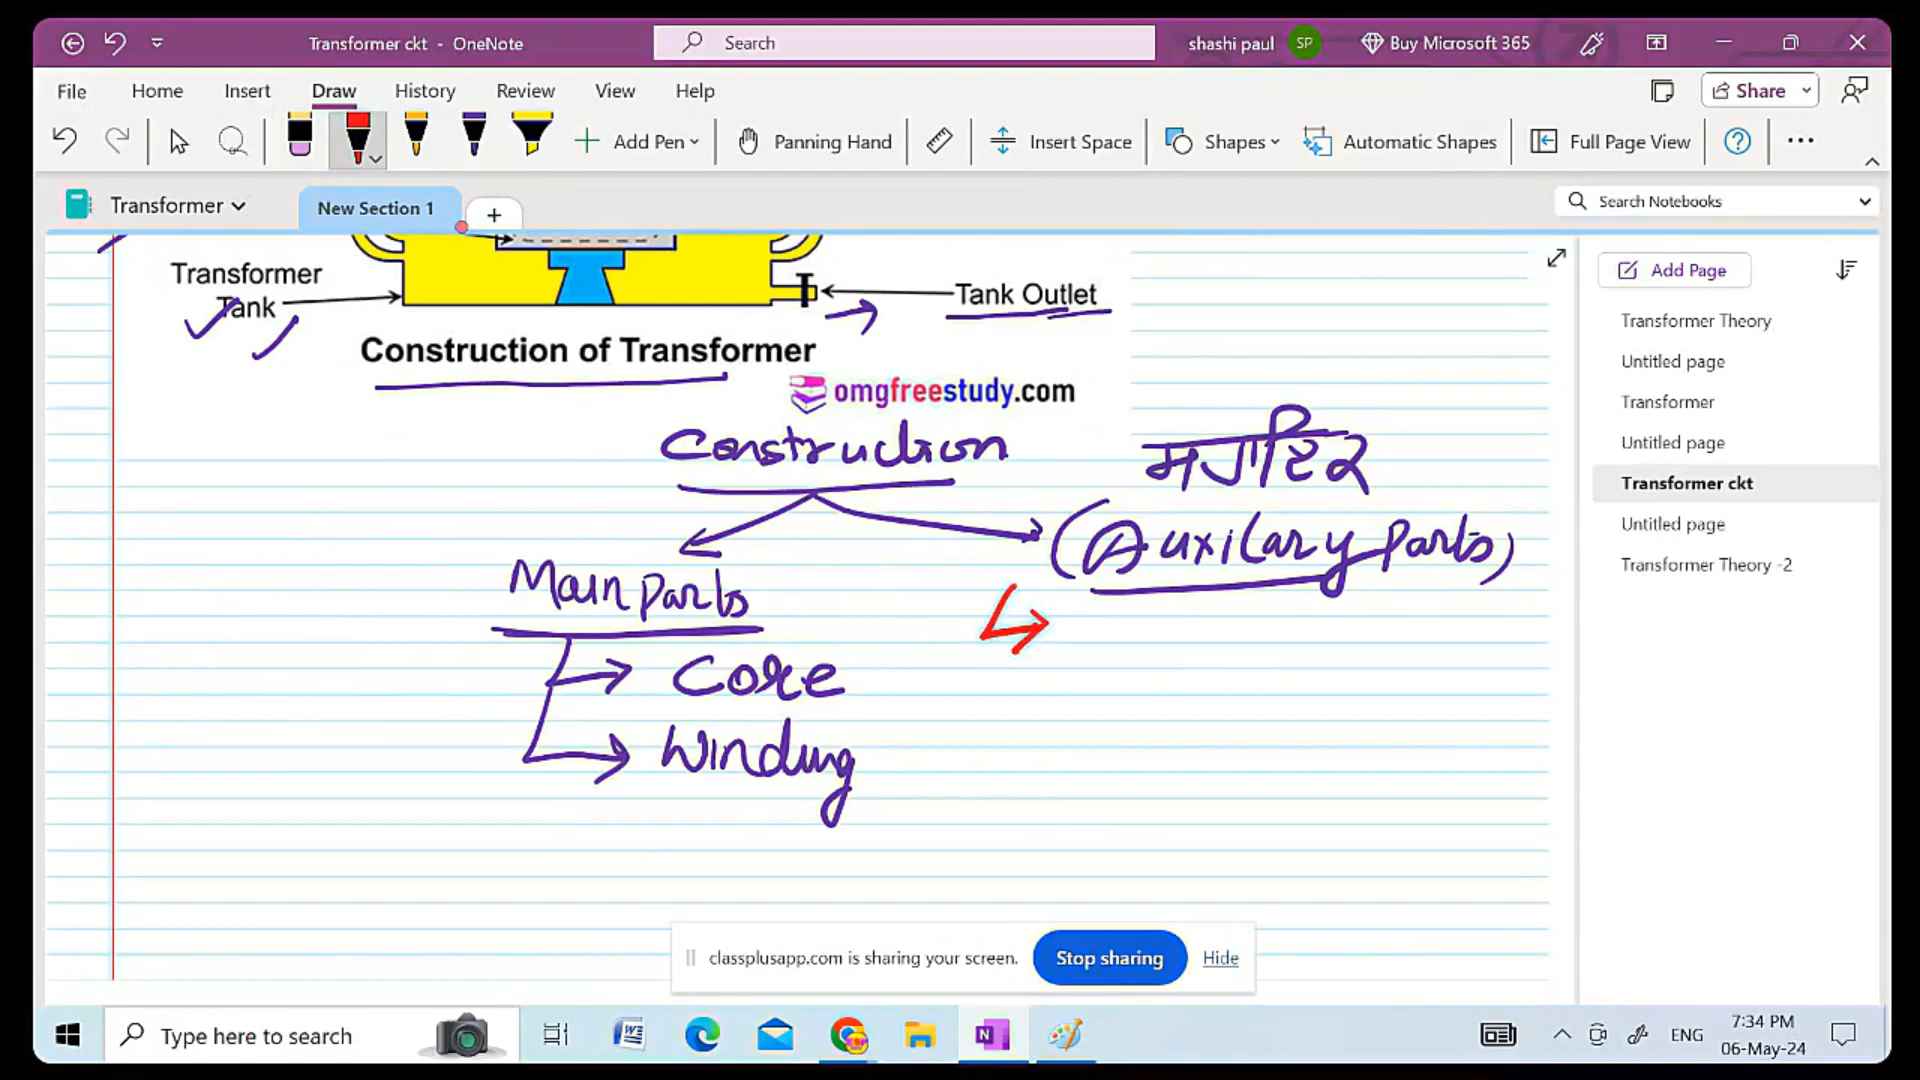 Transformer ckt - OneNote
Search
shashi paul SP
Buy Microsoft 365
File Home Insert Draw History Review View Help
Share
Add Pen
Panning Hand
Insert Space
Shapes
Automatic Shapes
Full Page View
Transformer
New Section 1
Search Notebooks
Transformer
Tank
Tank Outlet
Construction of Transformer
omgfreestudy.com
Construction
(Auxilary Parts)
Main parts
Core
Winding
Add Page
Transformer Theory
Untitled page
Transformer
Untitled page
Transformer ckt
Untitled page
Transformer Theory -2
classplusapp.com is sharing your screen.
Stop sharing
Hide
Type here to search
ENG
7:34 PM
06-May-24